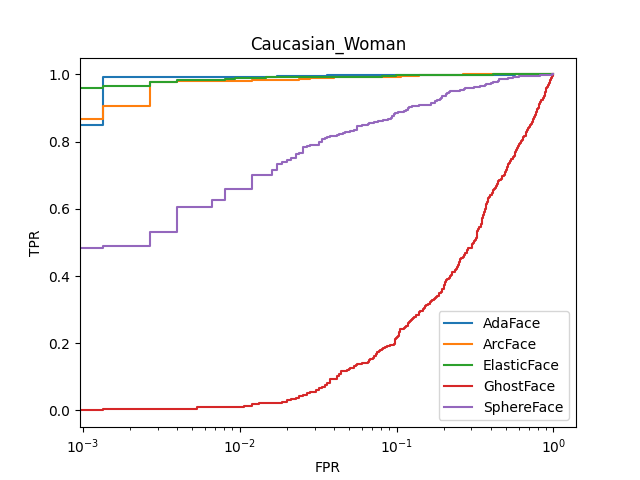 Caucasian_Woman
TPR
1.0
0.8
0.6
0.4
0.2
0.0
10⁻³
10⁻²
10⁻¹
10⁰
FPR
AdaFace
ArcFace
ElasticFace
GhostFace
SphereFace